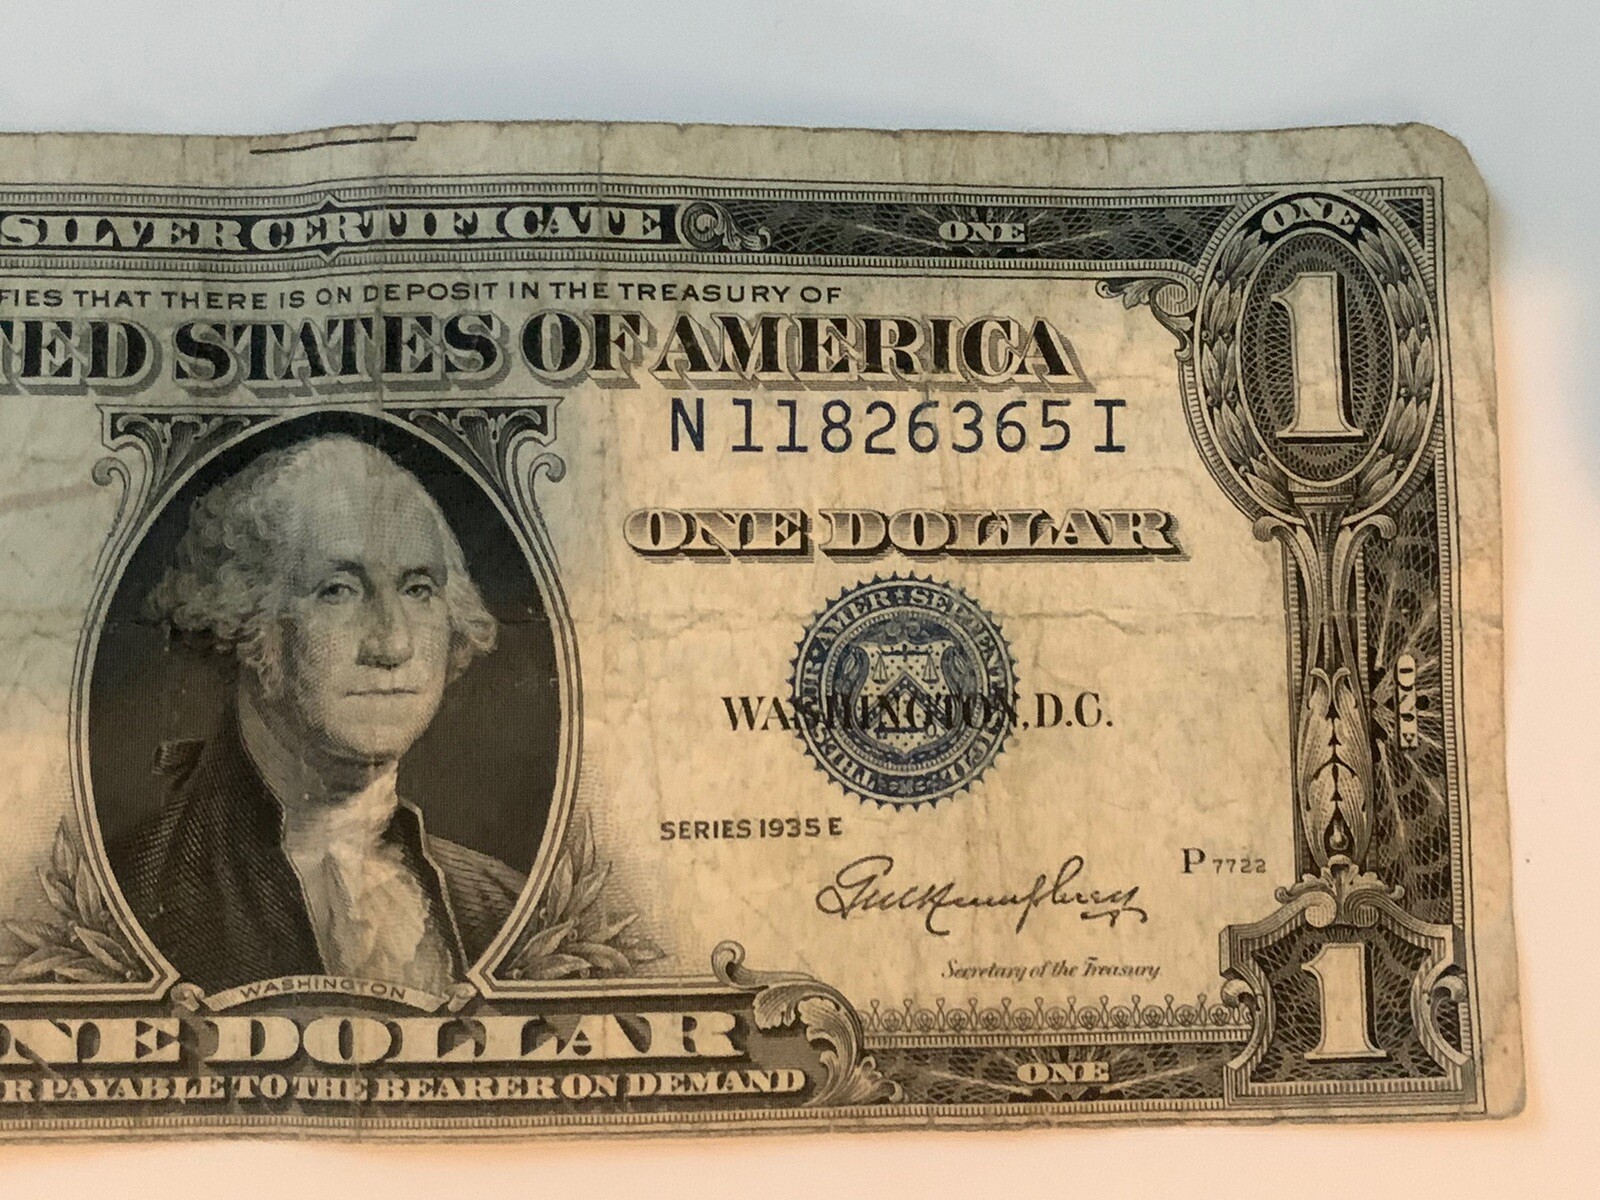 SILVER CERTIFICATE
ONE
ONE
1
FIES THAT THERE IS ON DEPOSIT IN THE TREASURY OF
TED STATES OF AMERICA
N 11826365 I
ONE DOLLAR
WASHINGTON, D.C.
ONE
SERIES 1935 E
P 7722
Secretary of the Treasury
WASHINGTON
NE DOLLAR
R PAYABLE TO THE BEARER ON DEMAND
ONE
1